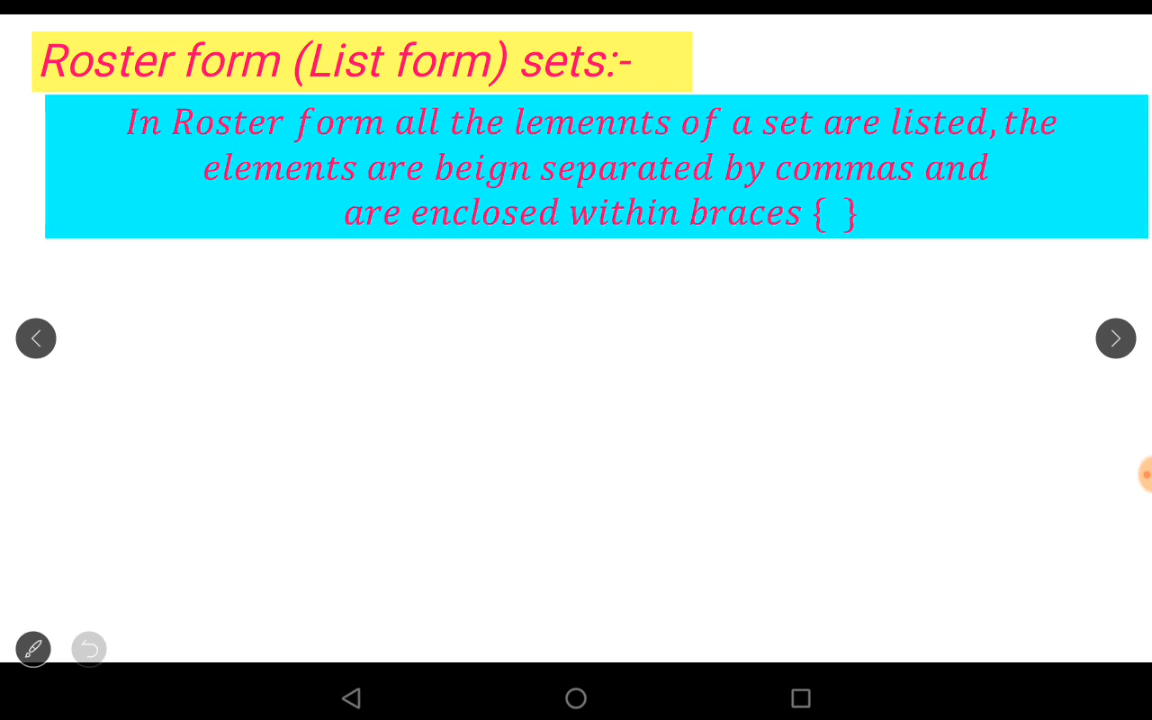 Roster form (List form) sets:-
In Roster form all the lemennts of a set are listed, the
elements are beign separated by commas and
are enclosed within braces { }